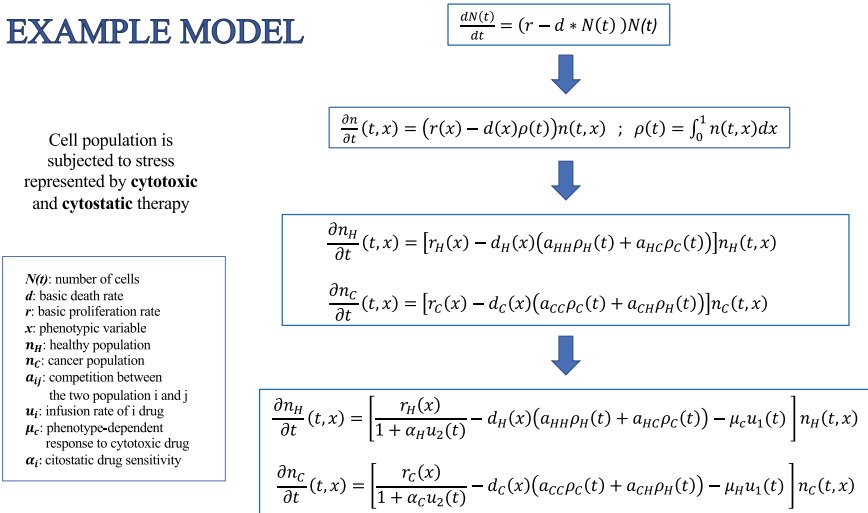 EXAMPLE MODEL
dN(t)/dt = (r − d * N(t) )N(t)
∂n/∂t (t, x) = (r(x) − d(x)ρ(t))n(t, x) ; ρ(t) = ∫₀¹ n(t, x)dx
Cell population is
subjected to stress
represented by cytotoxic
and cytostatic therapy
∂n_H/∂t (t, x) = [r_H(x) − d_H(x)(a_HH ρ_H(t) + a_HC ρ_C(t))]n_H(t, x)
∂n_C/∂t (t, x) = [r_C(x) − d_C(x)(a_CC ρ_C(t) + a_CH ρ_H(t))]n_C(t, x)
N(t): number of cells
d: basic death rate
r: basic proliferation rate
x: phenotypic variable
n_H: healthy population
n_C: cancer population
a_ij: competition between
the two population i and j
u_i: infusion rate of i drug
μ_c: phenotype-dependent
response to cytotoxic drug
α_i: citostatic drug sensitivity
∂n_H/∂t (t, x) = [r_H(x)/(1 + α_H u_2(t)) − d_H(x)(a_HH ρ_H(t) + a_HC ρ_C(t)) − μ_c u_1(t) ] n_H(t, x)
∂n_C/∂t (t, x) = [r_C(x)/(1 + α_C u_2(t)) − d_C(x)(a_CC ρ_C(t) + a_CH ρ_H(t)) − μ_H u_1(t) ] n_C(t, x)